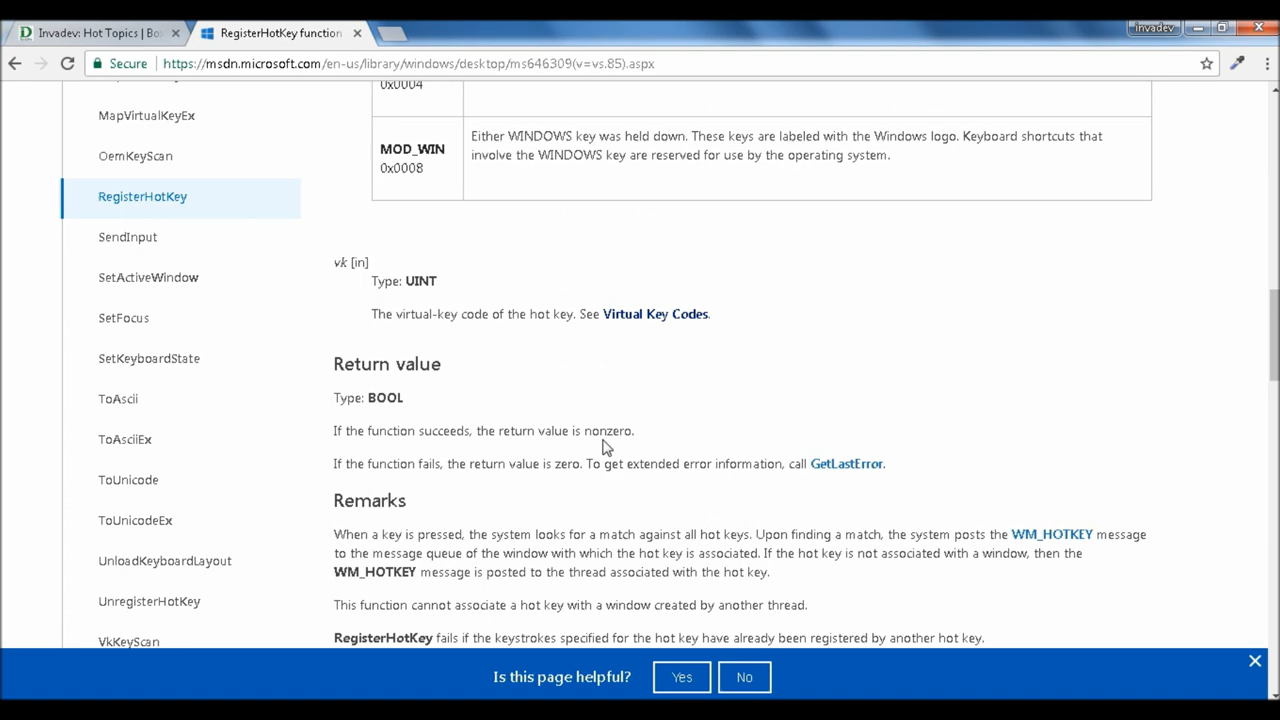 Invadev: Hot Topics | Bo
RegisterHotKey function
invadev
Secure
https://msdn.microsoft.com/en-us/library/windows/desktop/ms646309(v=vs.85).aspx
MapVirtualKeyEx
OemKeyScan
RegisterHotKey
SendInput
SetActiveWindow
SetFocus
SetKeyboardState
ToAscii
ToAsciiEx
ToUnicode
ToUnicodeEx
UnloadKeyboardLayout
UnregisterHotKey
VkKeyScan
0x0004
MOD_WIN
0x0008
Either WINDOWS key was held down. These keys are labeled with the Windows logo. Keyboard shortcuts that
involve the WINDOWS key are reserved for use by the operating system.
vk [in]
Type: UINT
The virtual-key code of the hot key. See Virtual Key Codes.
Return value
Type: BOOL
If the function succeeds, the return value is nonzero.
If the function fails, the return value is zero. To get extended error information, call GetLastError.
Remarks
When a key is pressed, the system looks for a match against all hot keys. Upon finding a match, the system posts the WM_HOTKEY message
to the message queue of the window with which the hot key is associated. If the hot key is not associated with a window, then the
WM_HOTKEY message is posted to the thread associated with the hot key.
This function cannot associate a hot key with a window created by another thread.
RegisterHotKey fails if the keystrokes specified for the hot key have already been registered by another hot key.
Is this page helpful?
Yes
No